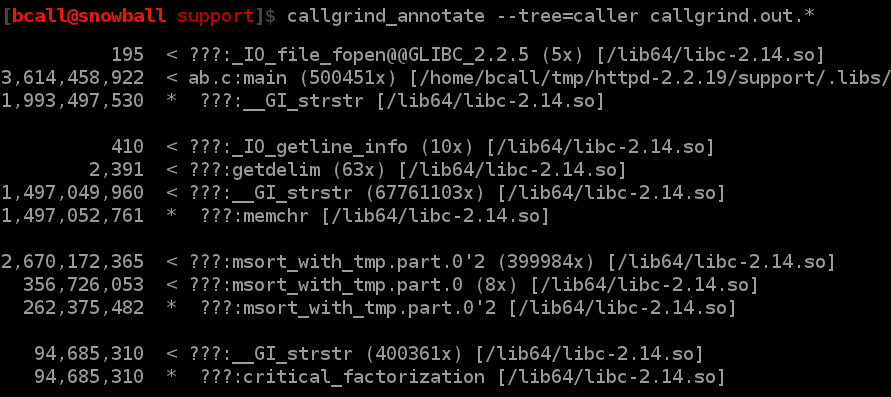 [bcall@snowball support]$ callgrind_annotate --tree=caller callgrind.out.*
195 < ???:_IO_file_fopen@@GLIBC_2.2.5 (5x) [/lib64/libc-2.14.so]
3,614,458,922 < ab.c:main (500451x) [/home/bcall/tmp/httpd-2.2.19/support/.libs/
1,993,497,530 * ???:__GI_strstr [/lib64/libc-2.14.so]
410 < ???:_IO_getline_info (10x) [/lib64/libc-2.14.so]
2,391 < ???:getdelim (63x) [/lib64/libc-2.14.so]
1,497,049,960 < ???:__GI_strstr (67761103x) [/lib64/libc-2.14.so]
1,497,052,761 * ???:memchr [/lib64/libc-2.14.so]
2,670,172,365 < ???:msort_with_tmp.part.0'2 (399984x) [/lib64/libc-2.14.so]
356,726,053 < ???:msort_with_tmp.part.0 (8x) [/lib64/libc-2.14.so]
262,375,482 * ???:msort_with_tmp.part.0'2 [/lib64/libc-2.14.so]
94,685,310 < ???:__GI_strstr (400361x) [/lib64/libc-2.14.so]
94,685,310 * ???:critical_factorization [/lib64/libc-2.14.so]